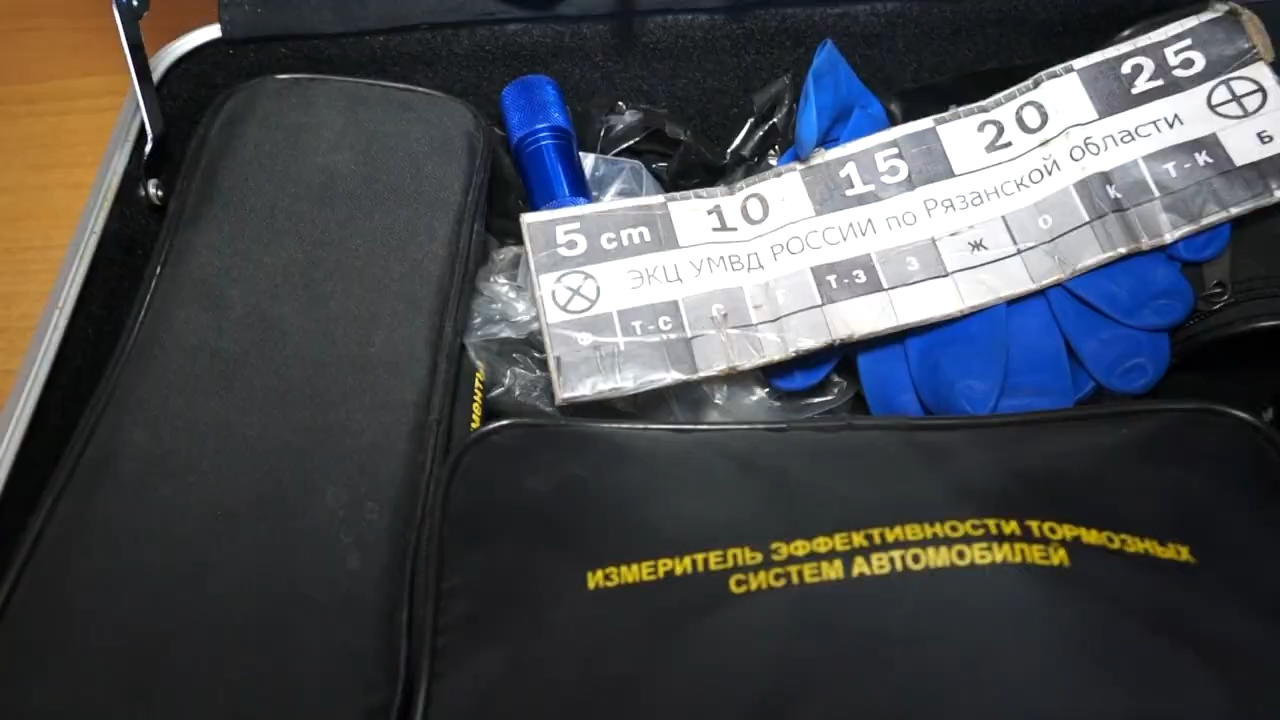 5 cm 10 15 20 25
ЭКЦ УМВД РОССИИ по Рязанской области
Т-С С Г Т-З З Ж О К Т-К Б
ИЗМЕРИТЕЛЬ ЭФФЕКТИВНОСТИ ТОРМОЗНЫХ
СИСТЕМ АВТОМОБИЛЕЙ